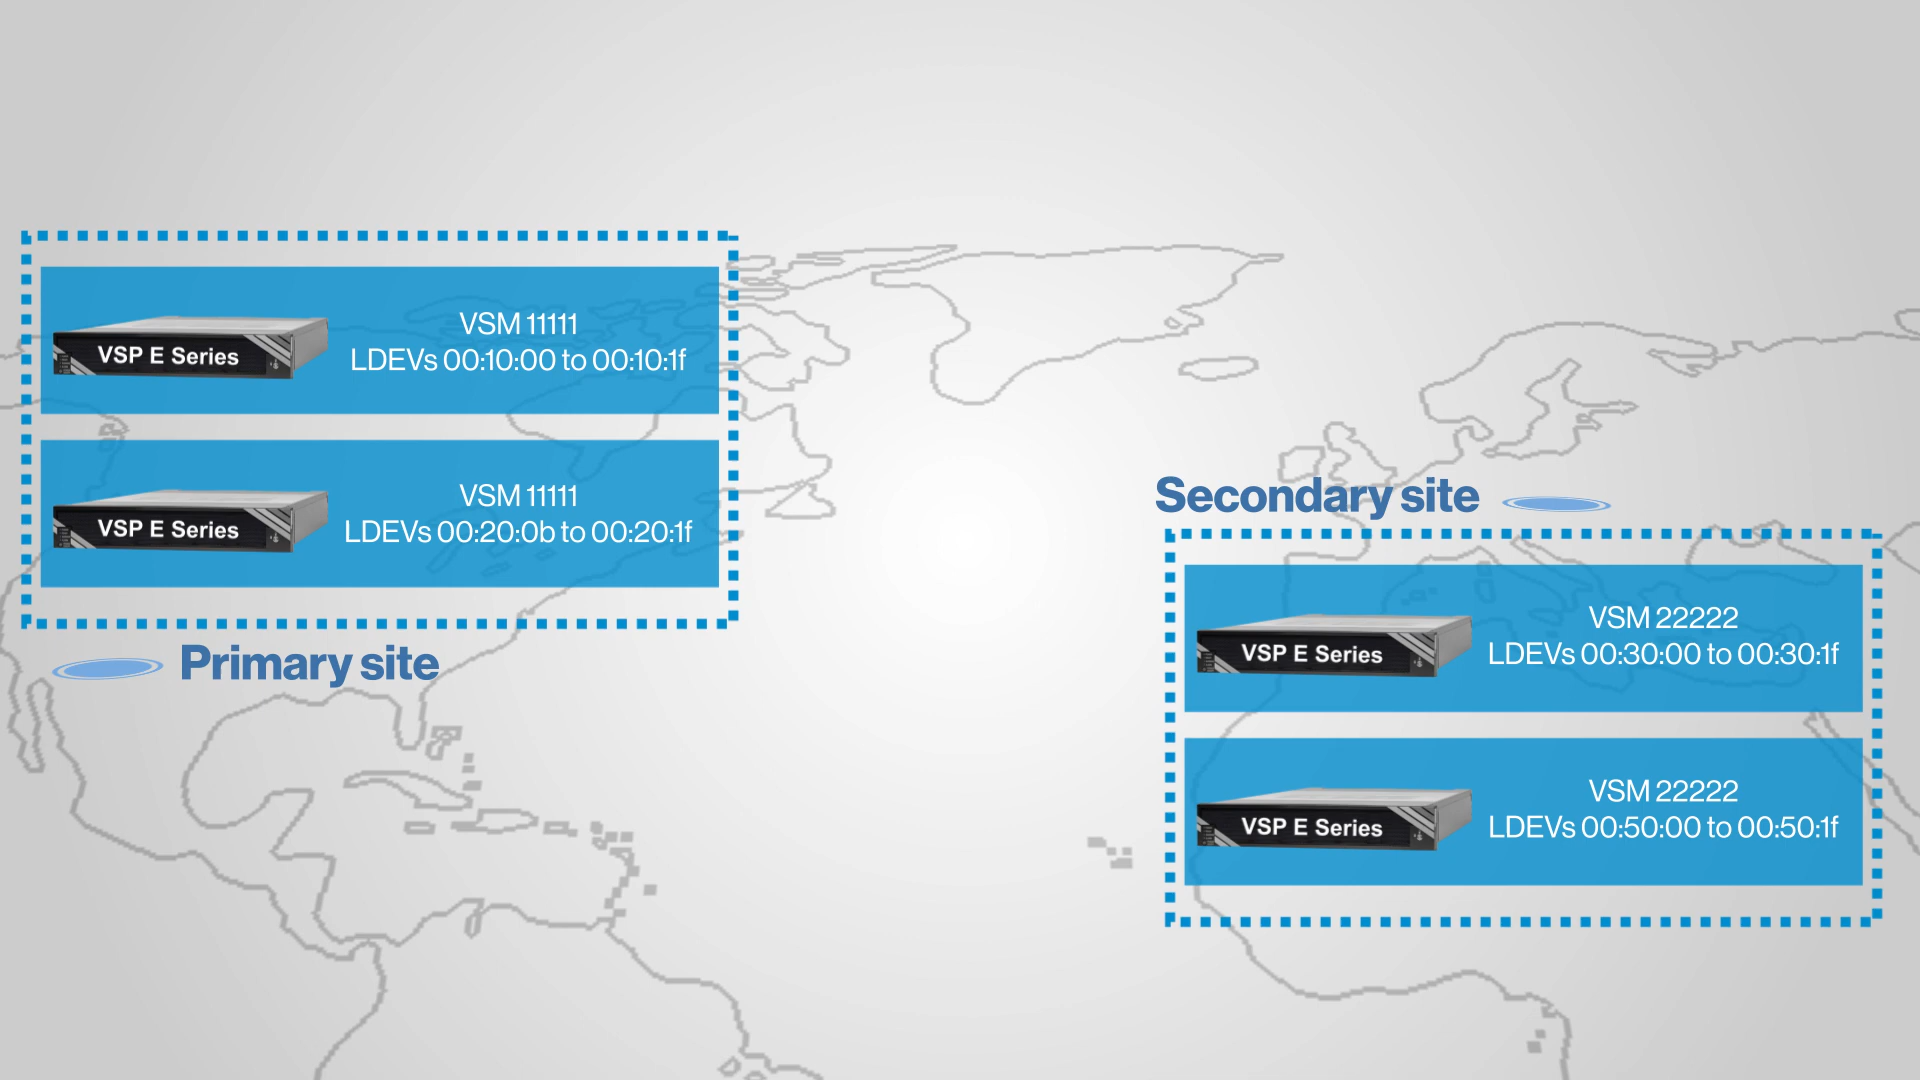 VSP E Series
VSM 11111
LDEVs 00:10:00 to 00:10:1f
VSP E Series
VSM 11111
LDEVs 00:20:0b to 00:20:1f
Primary site
Secondary site
VSP E Series
VSM 22222
LDEVs 00:30:00 to 00:30:1f
VSP E Series
VSM 22222
LDEVs 00:50:00 to 00:50:1f